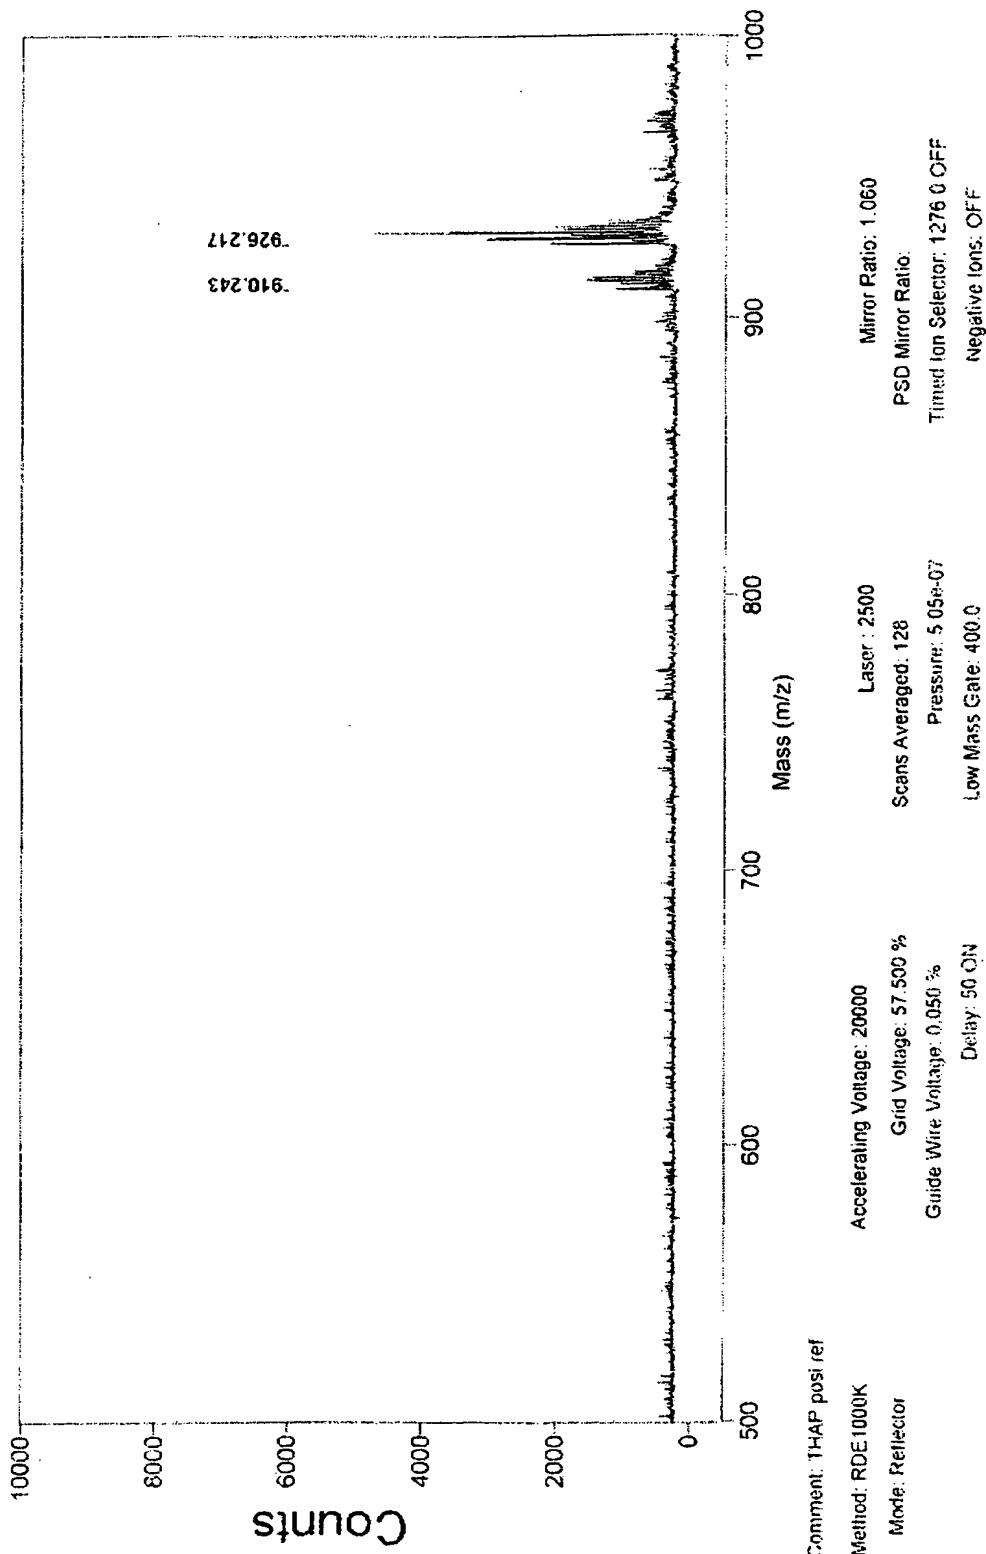 Counts
10000
8000
6000
4000
2000
0
910.243
926.217
500
600
700
800
900
1000
Mass (m/z)
Comment: THAP posi ref
Method: RDE1000K
Mode: Reflector
Accelerating Voltage: 20000
Grid Voltage: 57.500 %
Guide Wire Voltage: 0.050 %
Delay: 50 ON
Laser : 2500
Scans Averaged: 128
Pressure: 5.05e-07
Low Mass Gate: 400.0
Mirror Ratio: 1.060
PSD Mirror Ratio:
Timed Ion Selector: 1276.0 OFF
Negative Ions: OFF